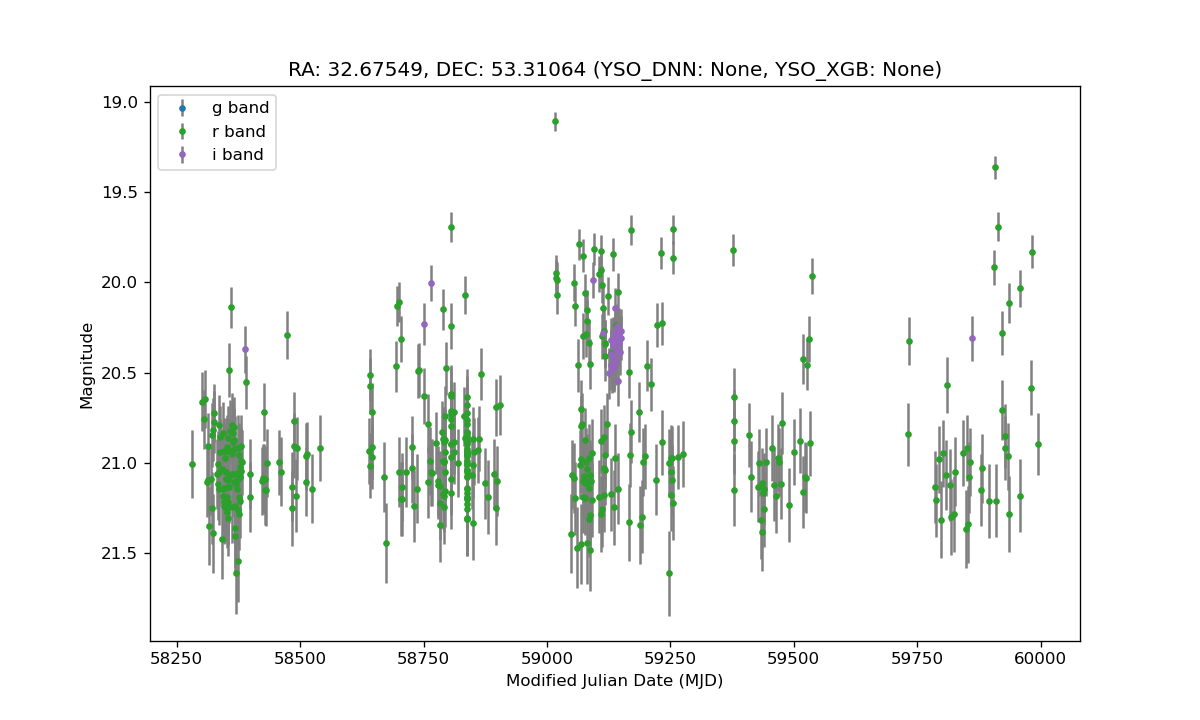 RA: 32.67549, DEC: 53.31064 (YSO_DNN: None, YSO_XGB: None)
g band
r band
i band
19.0
19.5
20.0
20.5
21.0
21.5
Magnitude
58250 58500 58750 59000 59250 59500 59750 60000
Modified Julian Date (MJD)